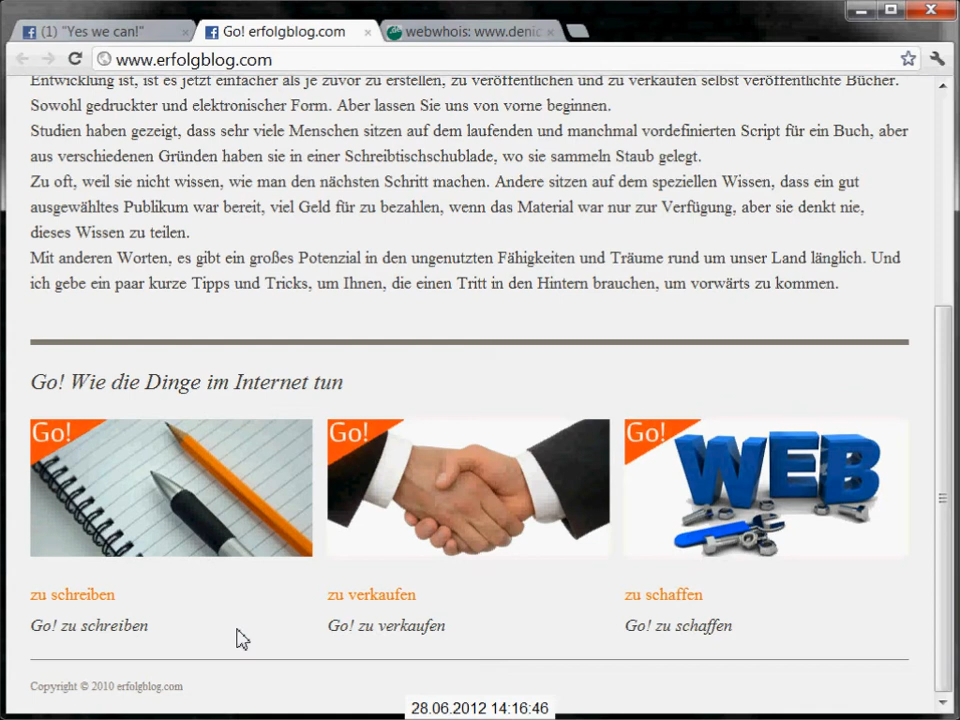 (1) "Yes we can!"
Go! erfolgblog.com
webwhois: www.denic
www.erfolgblog.com
Entwicklung ist, ist es jetzt einfacher als je zuvor zu erstellen, zu veröffentlichen und zu verkaufen selbst veröffentlichte Bücher.
Sowohl gedruckter und elektronischer Form. Aber lassen Sie uns von vorne beginnen.
Studien haben gezeigt, dass sehr viele Menschen sitzen auf dem laufenden und manchmal vordefinierten Script für ein Buch, aber
aus verschiedenen Gründen haben sie in einer Schreibtischschublade, wo sie sammeln Staub gelegt.
Zu oft, weil sie nicht wissen, wie man den nächsten Schritt machen. Andere sitzen auf dem speziellen Wissen, dass ein gut
ausgewähltes Publikum war bereit, viel Geld für zu bezahlen, wenn das Material war nur zur Verfügung, aber sie denkt nie,
dieses Wissen zu teilen.
Mit anderen Worten, es gibt ein großes Potenzial in den ungenutzten Fähigkeiten und Träume rund um unser Land länglich. Und
ich gebe ein paar kurze Tipps und Tricks, um Ihnen, die einen Tritt in den Hintern brauchen, um vorwärts zu kommen.
Go! Wie die Dinge im Internet tun
Go!
Go!
Go!
WEB
zu schreiben
zu verkaufen
zu schaffen
Go! zu schreiben
Go! zu verkaufen
Go! zu schaffen
Copyright © 2010 erfolgblog.com
28.06.2012 14:16:46